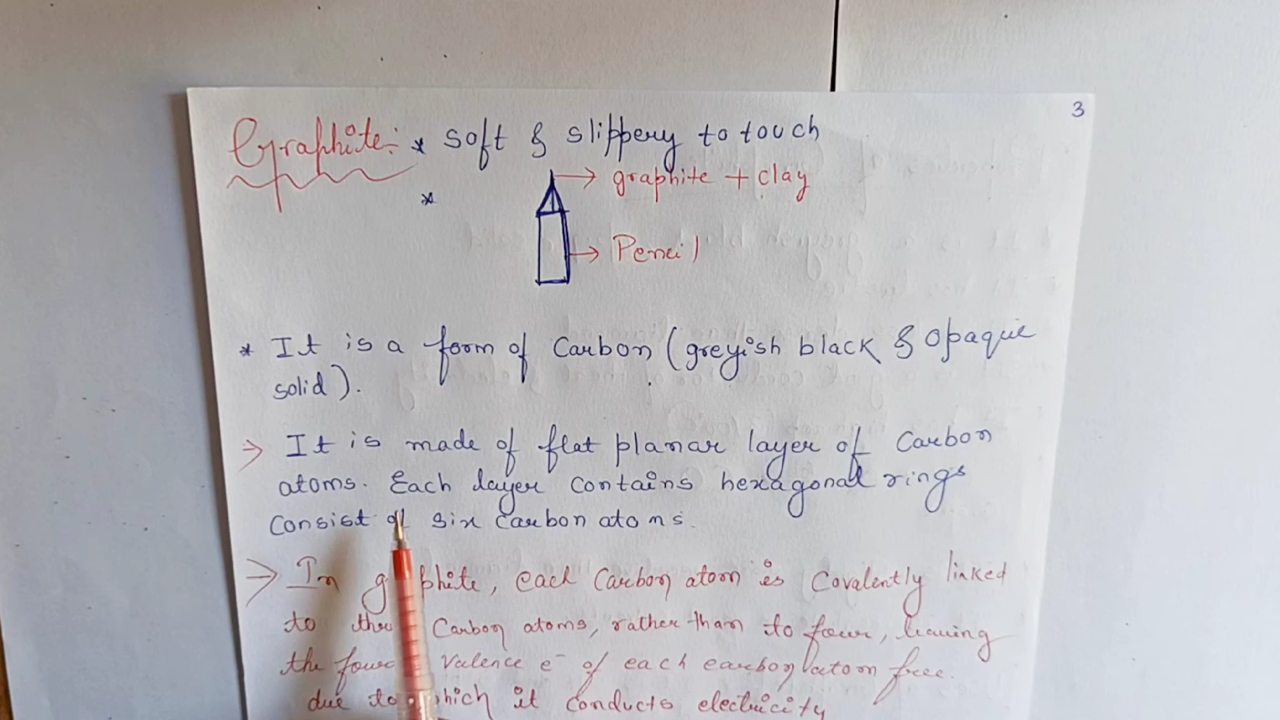 3
Graphite:- * soft & slippery to touch
* → graphite + clay
→ Pencil
* It is a form of Carbon (greyish black & opaque
solid).
⇒ It is made of flat planar layer of Carbon
atoms. Each layer contains hexagonal rings
consist of six carbon atoms.
⇒ In graphite, each Carbon atom is Covalently linked
to Carbon atoms, rather than to four, leaving
the valence e⁻ of each carbon atom free.
due to which it conducts electricity